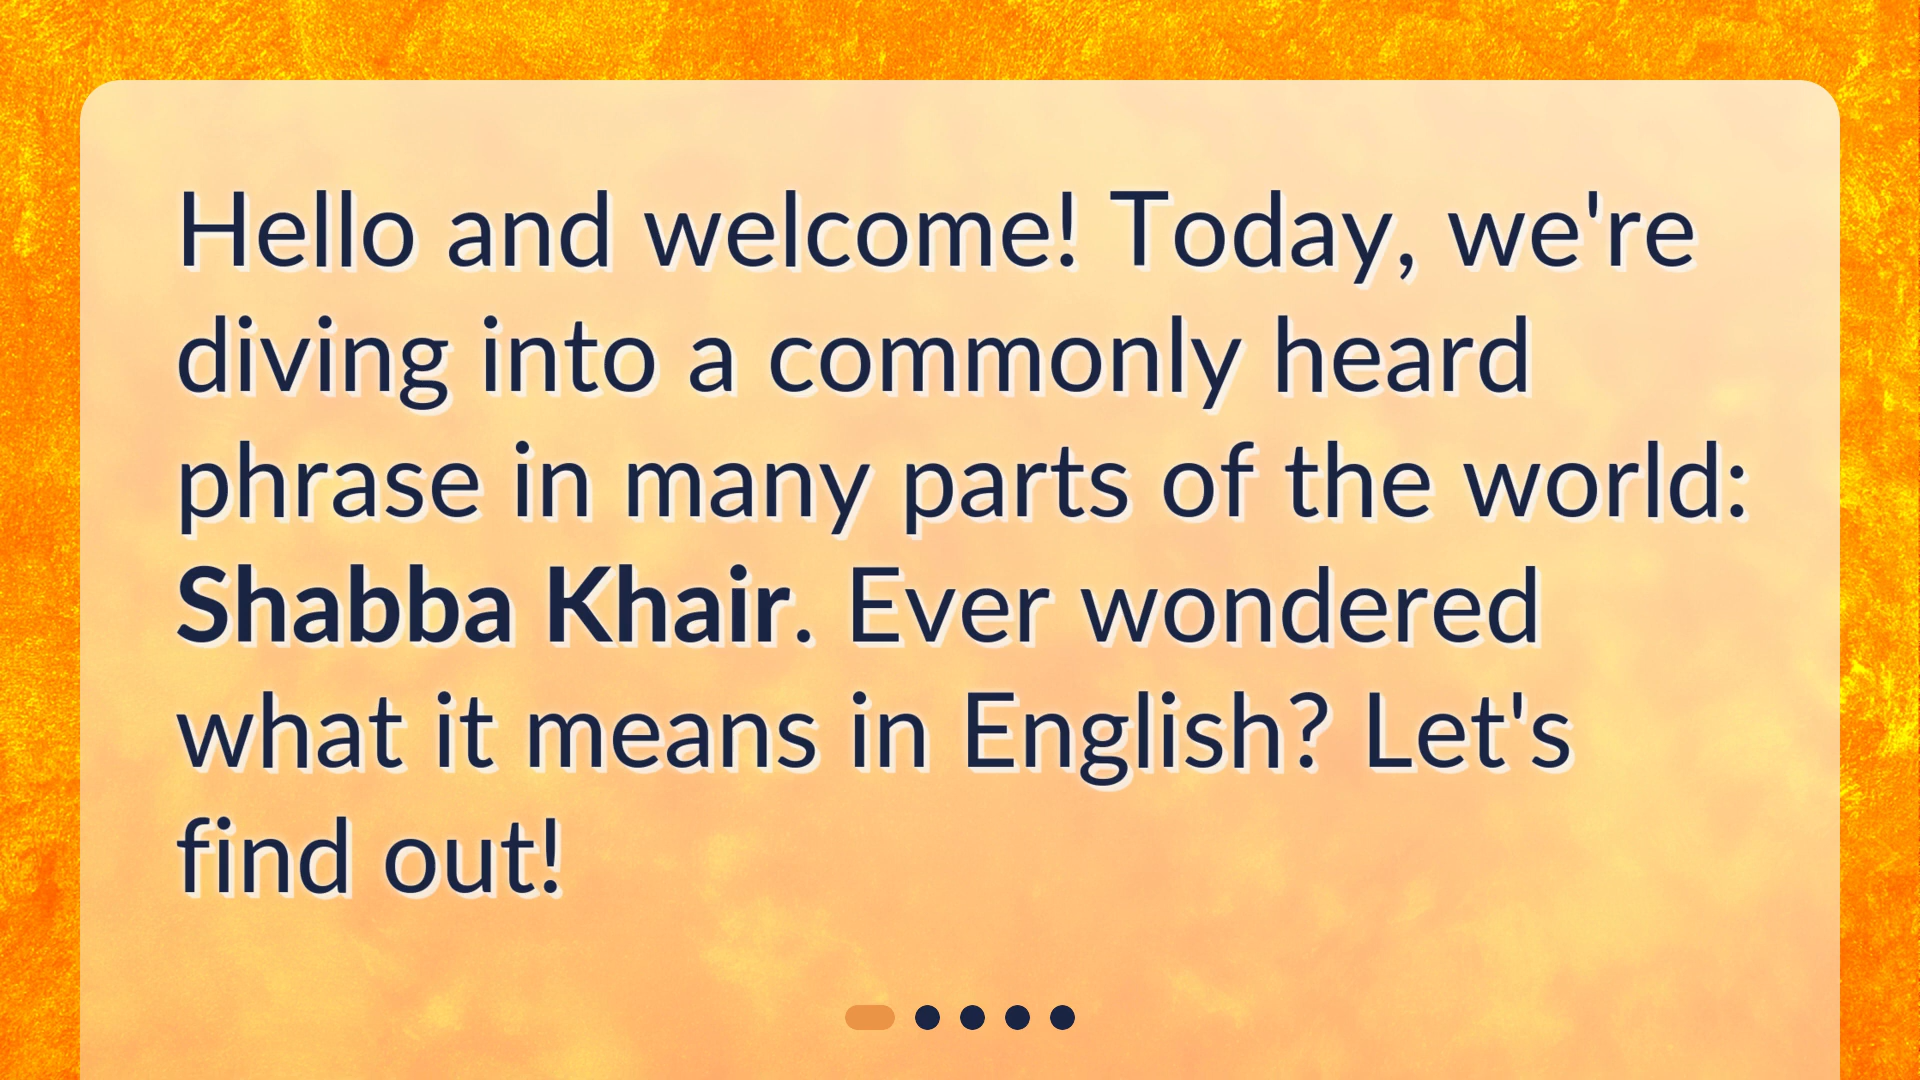 Hello and welcome! Today, we're
diving into a commonly heard
phrase in many parts of the world:
Shabba Khair. Ever wondered
what it means in English? Let's
find out!